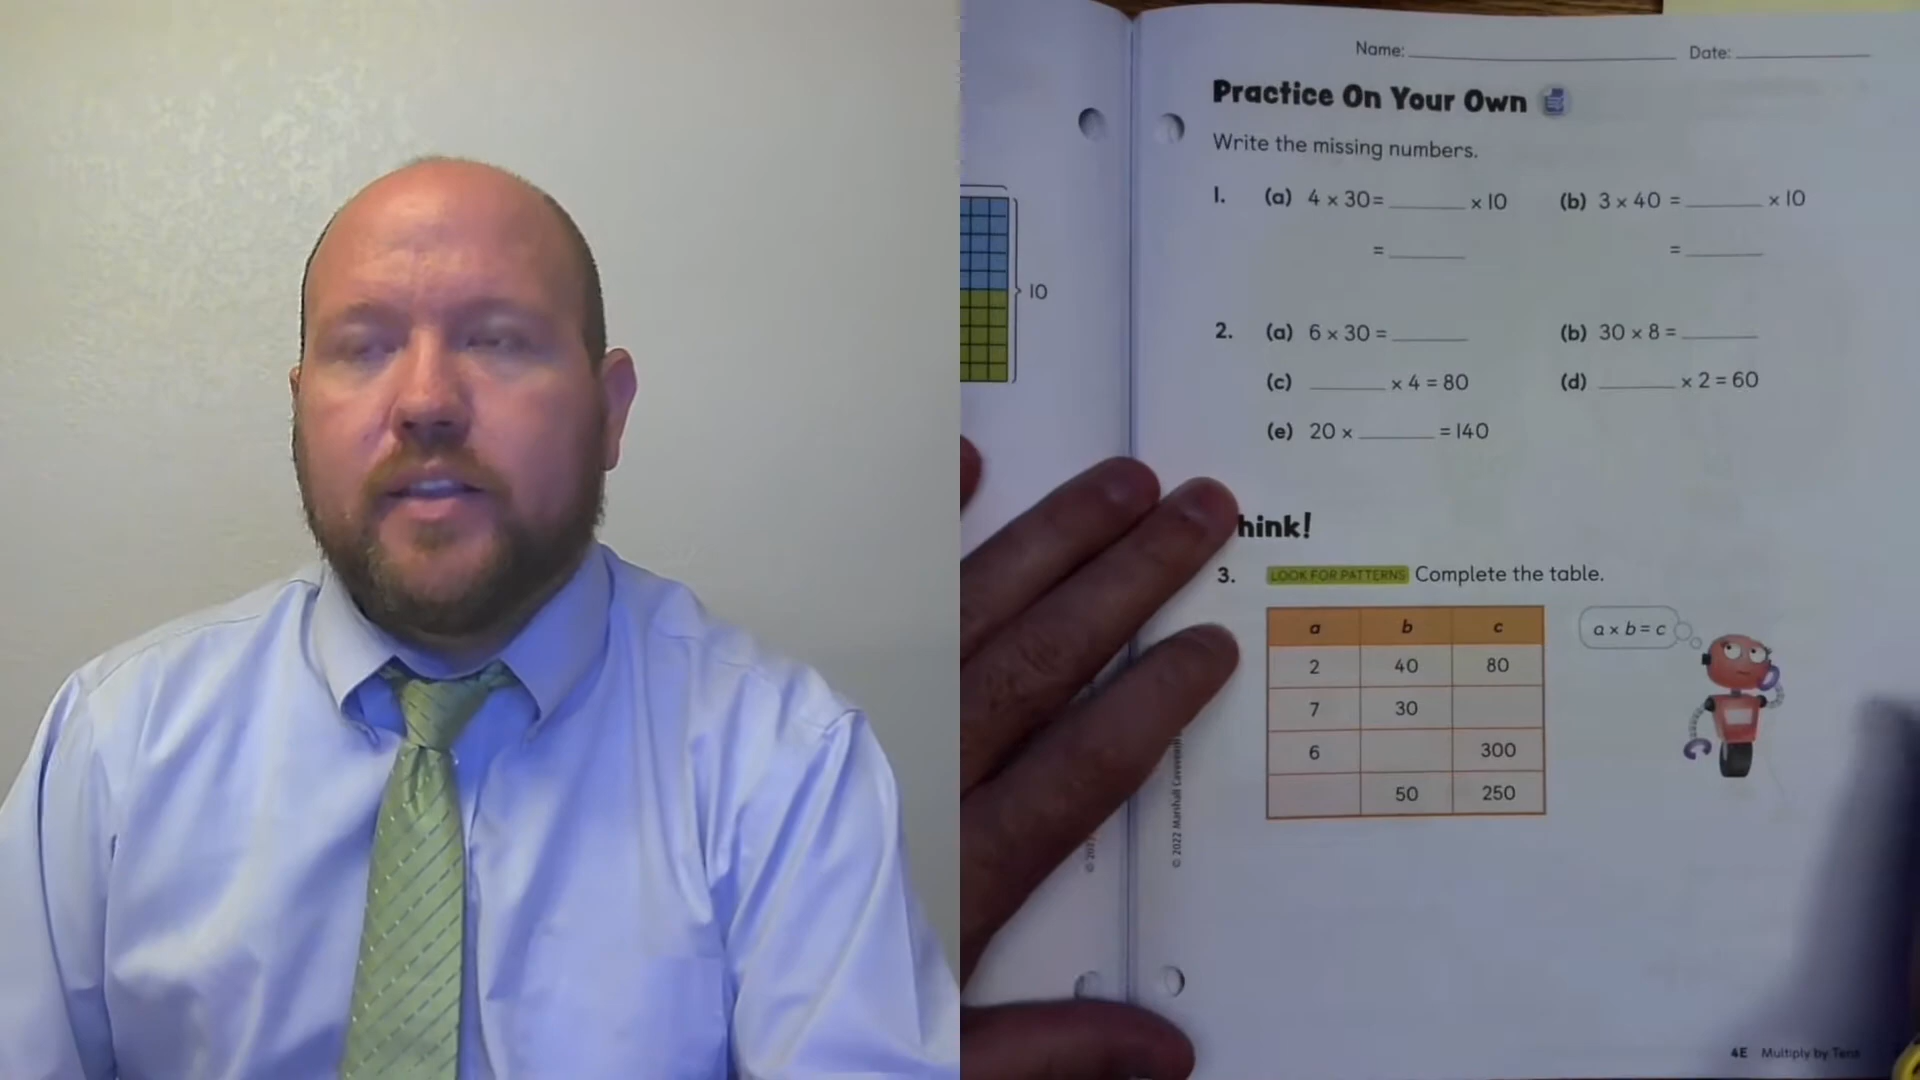 Name: Date:
Practice On Your Own
Write the missing numbers.
1. (a) 4 × 30 = ______ × 10 (b) 3 × 40 = ______ × 10
= ______ = ______
10
2. (a) 6 × 30 = ______ (b) 30 × 8 = ______
(c) ______ × 4 = 80 (d) ______ × 2 = 60
(e) 20 × ______ = 140
hink!
3. LOOK FOR PATTERNS Complete the table.
a b c
a × b = c
2 40 80
7 30
6 300
50 250
© 2022 Marshall
4E Multiply by Tens